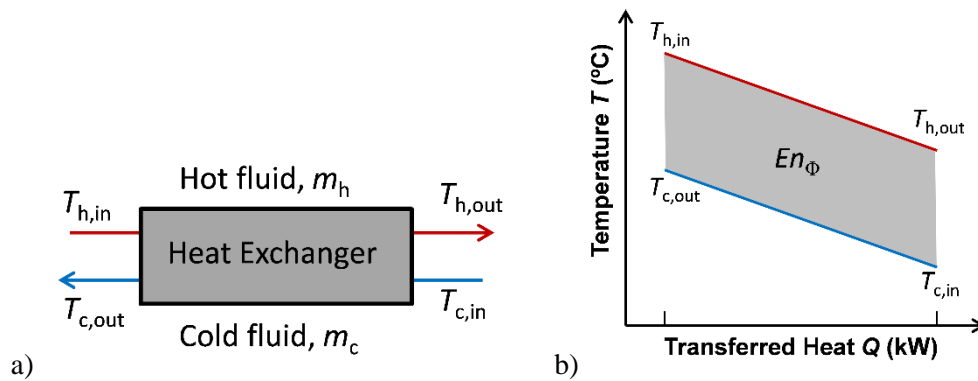 Hot fluid, mh
Th,in
Th,out
Heat Exchanger
Tc,out
Tc,in
Cold fluid, mc
a)
Temperature T (ºC)
Th,in
Th,out
EnΦ
Tc,out
Tc,in
Transferred Heat Q (kW)
b)